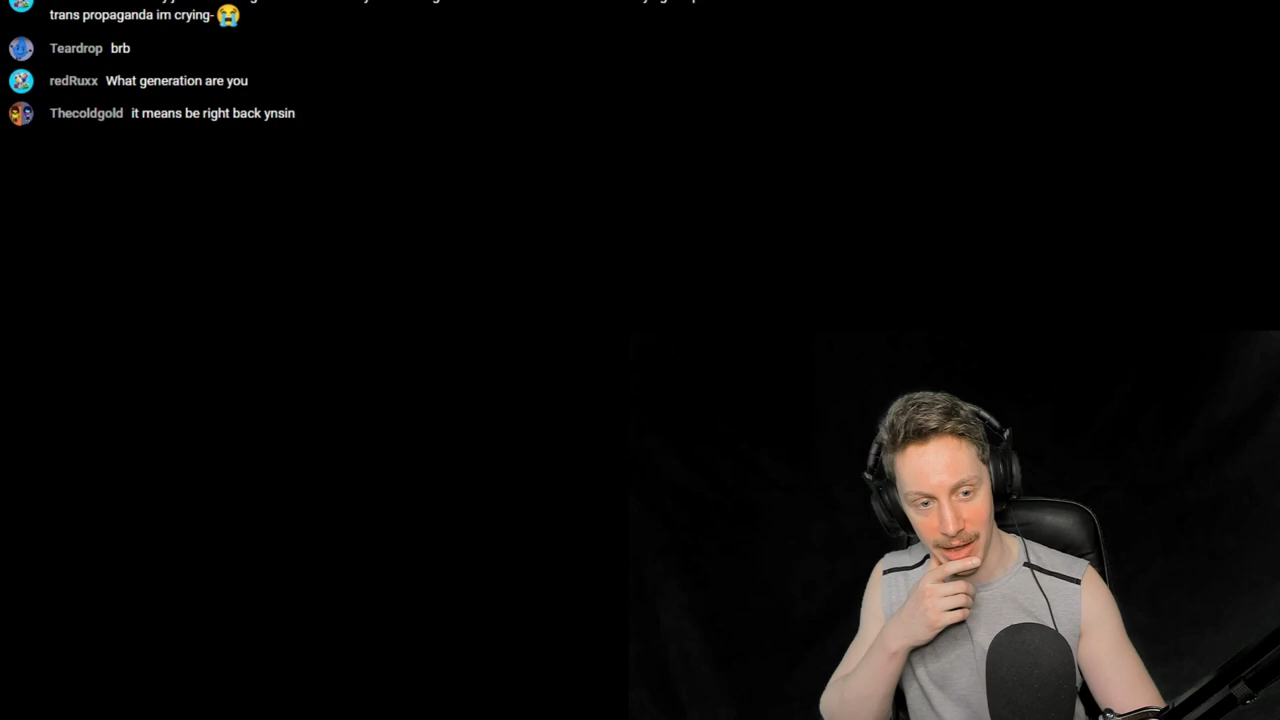 trans propaganda im crying-😭
Teardrop brb
redRuxx What generation are you
Thecoldgold it means be right back ynsin